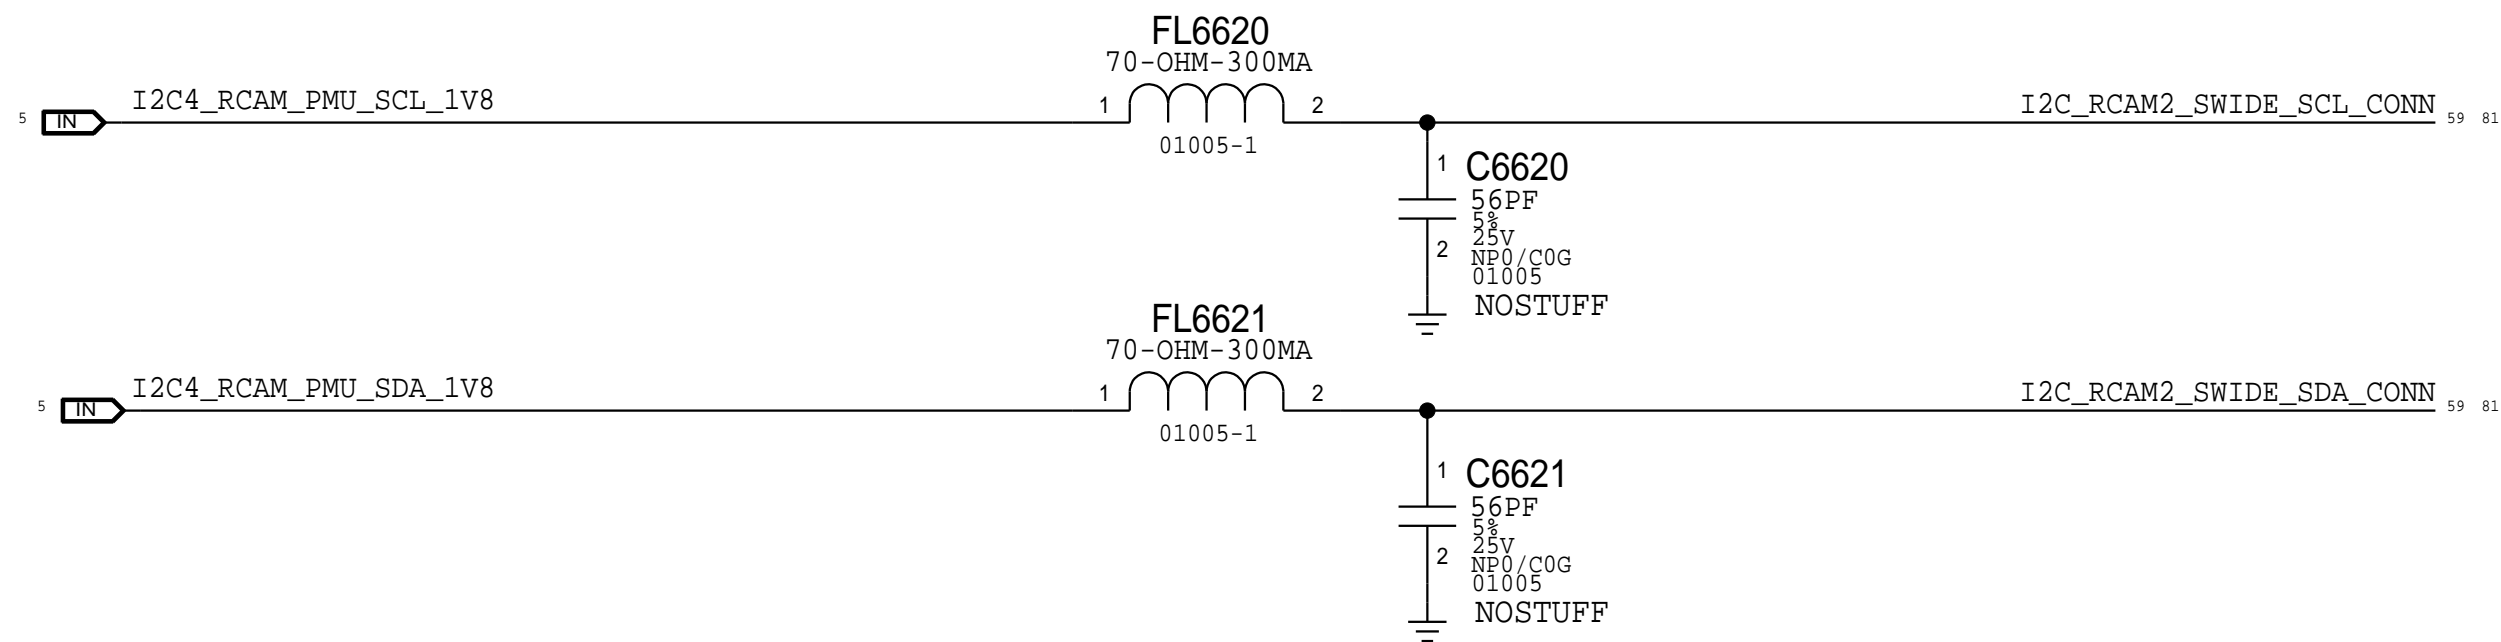 FL6620
70-OHM-300MA
5 IN I2C4_RCAM_PMU_SCL_1V8 1 2 I2C_RCAM2_SWIDE_SCL_CONN 59 81
01005-1
1 C6620
56PF
5%
25V
2 NP0/C0G
01005
NOSTUFF
FL6621
70-OHM-300MA
5 IN I2C4_RCAM_PMU_SDA_1V8 1 2 I2C_RCAM2_SWIDE_SDA_CONN 59 81
01005-1
1 C6621
56PF
5%
25V
2 NP0/C0G
01005
NOSTUFF